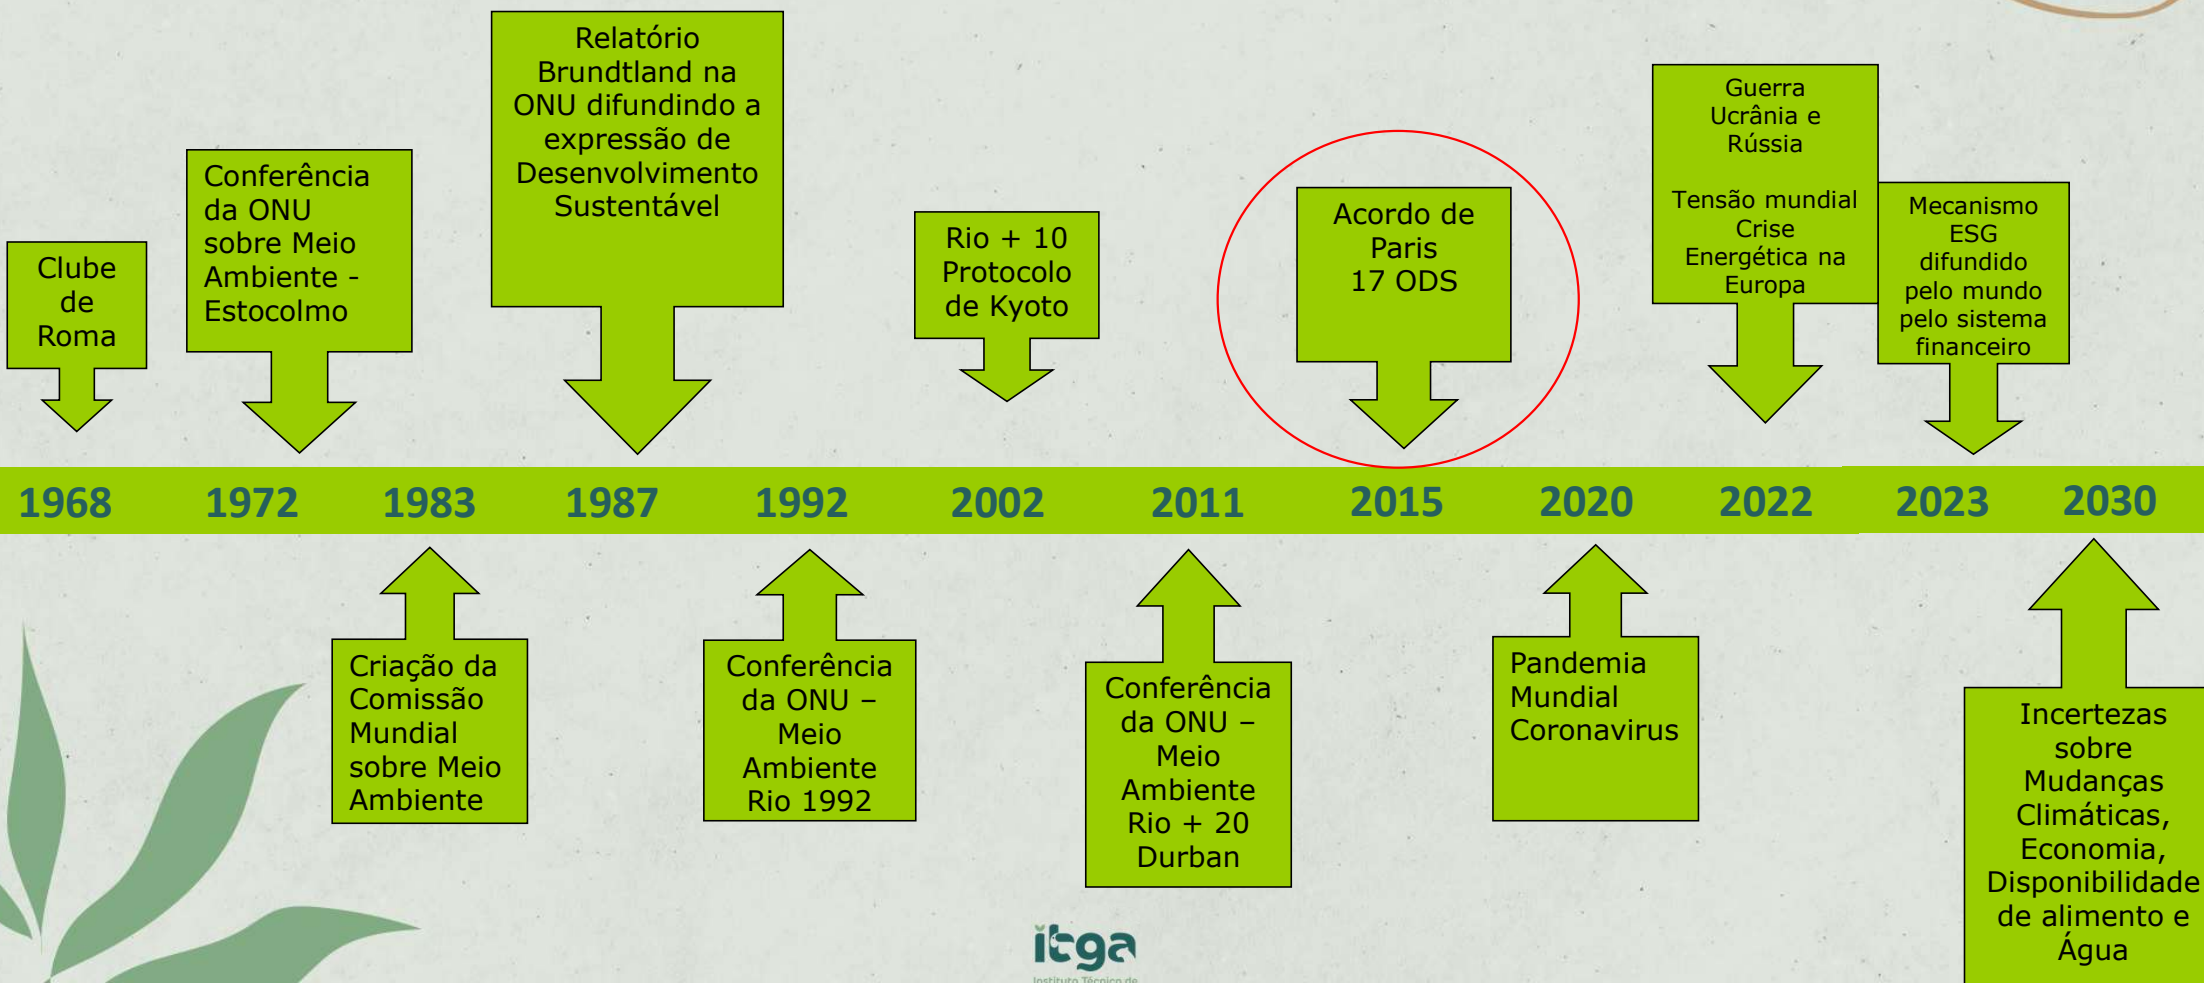 Clube
de
Roma
Conferência
da ONU
sobre Meio
Ambiente -
Estocolmo
Relatório
Brundtland na
ONU difundindo a
expressão de
Desenvolvimento
Sustentável
Rio + 10
Protocolo
de Kyoto
Acordo de
Paris
17 ODS
Guerra
Ucrânia e
Rússia
Tensão mundial
Crise
Energética na
Europa
Mecanismo
ESG
difundido
pelo mundo
pelo sistema
financeiro
1968 1972 1983 1987 1992 2002 2011 2015 2020 2022 2023 2030
Criação da
Comissão
Mundial
sobre Meio
Ambiente
Conferência
da ONU –
Meio
Ambiente
Rio 1992
Conferência
da ONU –
Meio
Ambiente
Rio + 20
Durban
Pandemia
Mundial
Coronavirus
Incertezas
sobre
Mudanças
Climáticas,
Economia,
Disponibilidade
de alimento e
Água
itga
Instituto Técnico de